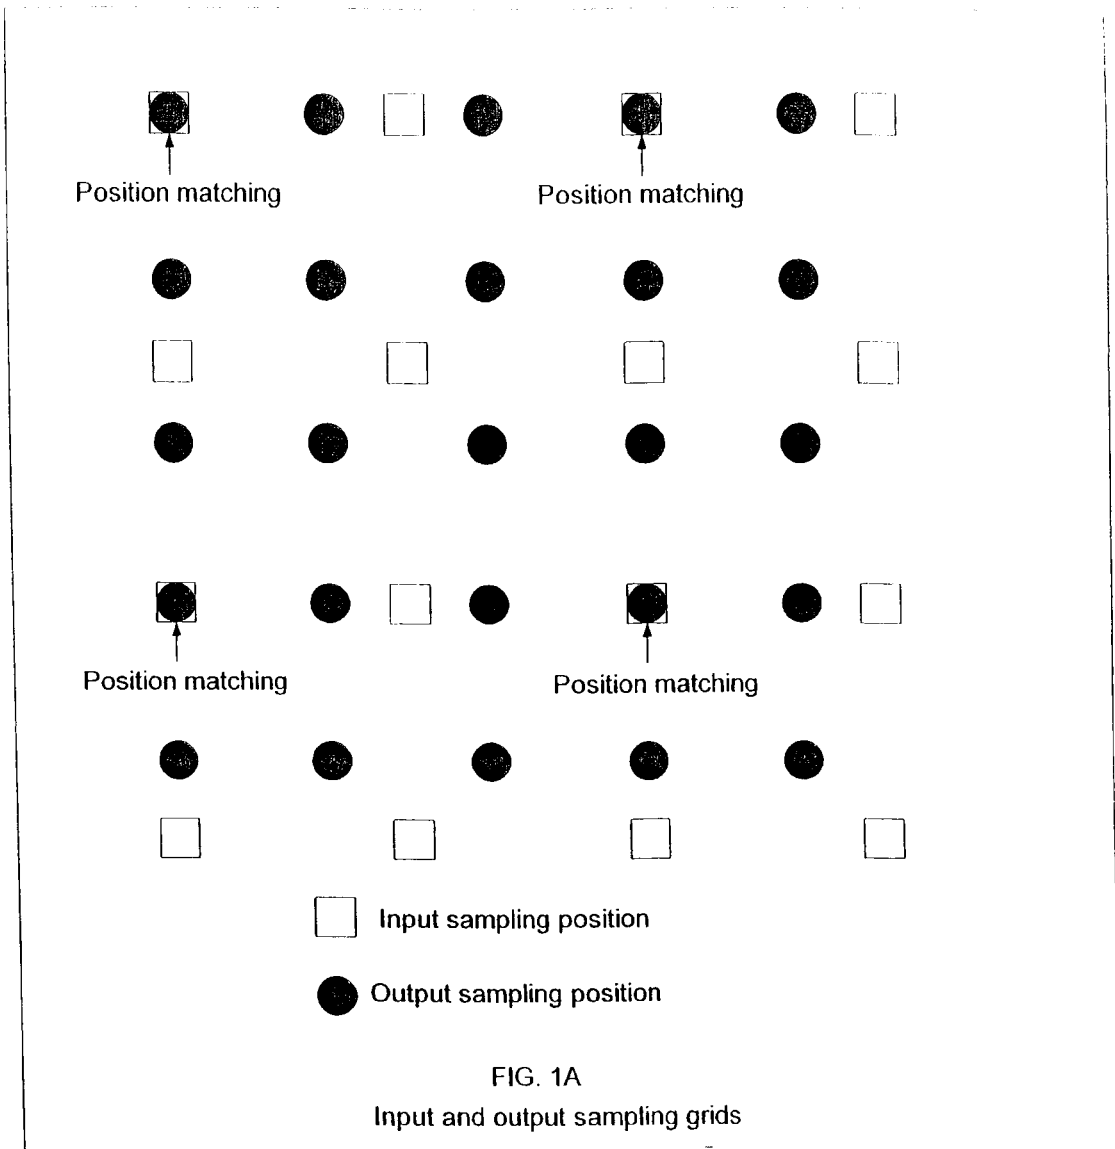 Position matching
Position matching
Position matching
Position matching
Input sampling position
Output sampling position
FIG. 1A
Input and output sampling grids